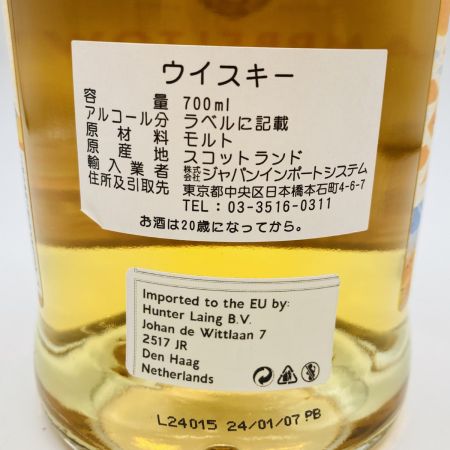 ウイスキー
容量 700ml
アルコール分 ラベルに記載
原材料 モルト
原産地 スコットランド
輸入業者 株式会社ジャパンインポートシステム
住所及引取先 東京都中央区日本橋本石町4-6-7
TEL：03-3516-0311
お酒は20歳になってから。
Imported to the EU by:
Hunter Laing B.V.
Johan de Wittlaan 7
2517 JR
Den Haag
Netherlands
L24015 24/01/07 PB